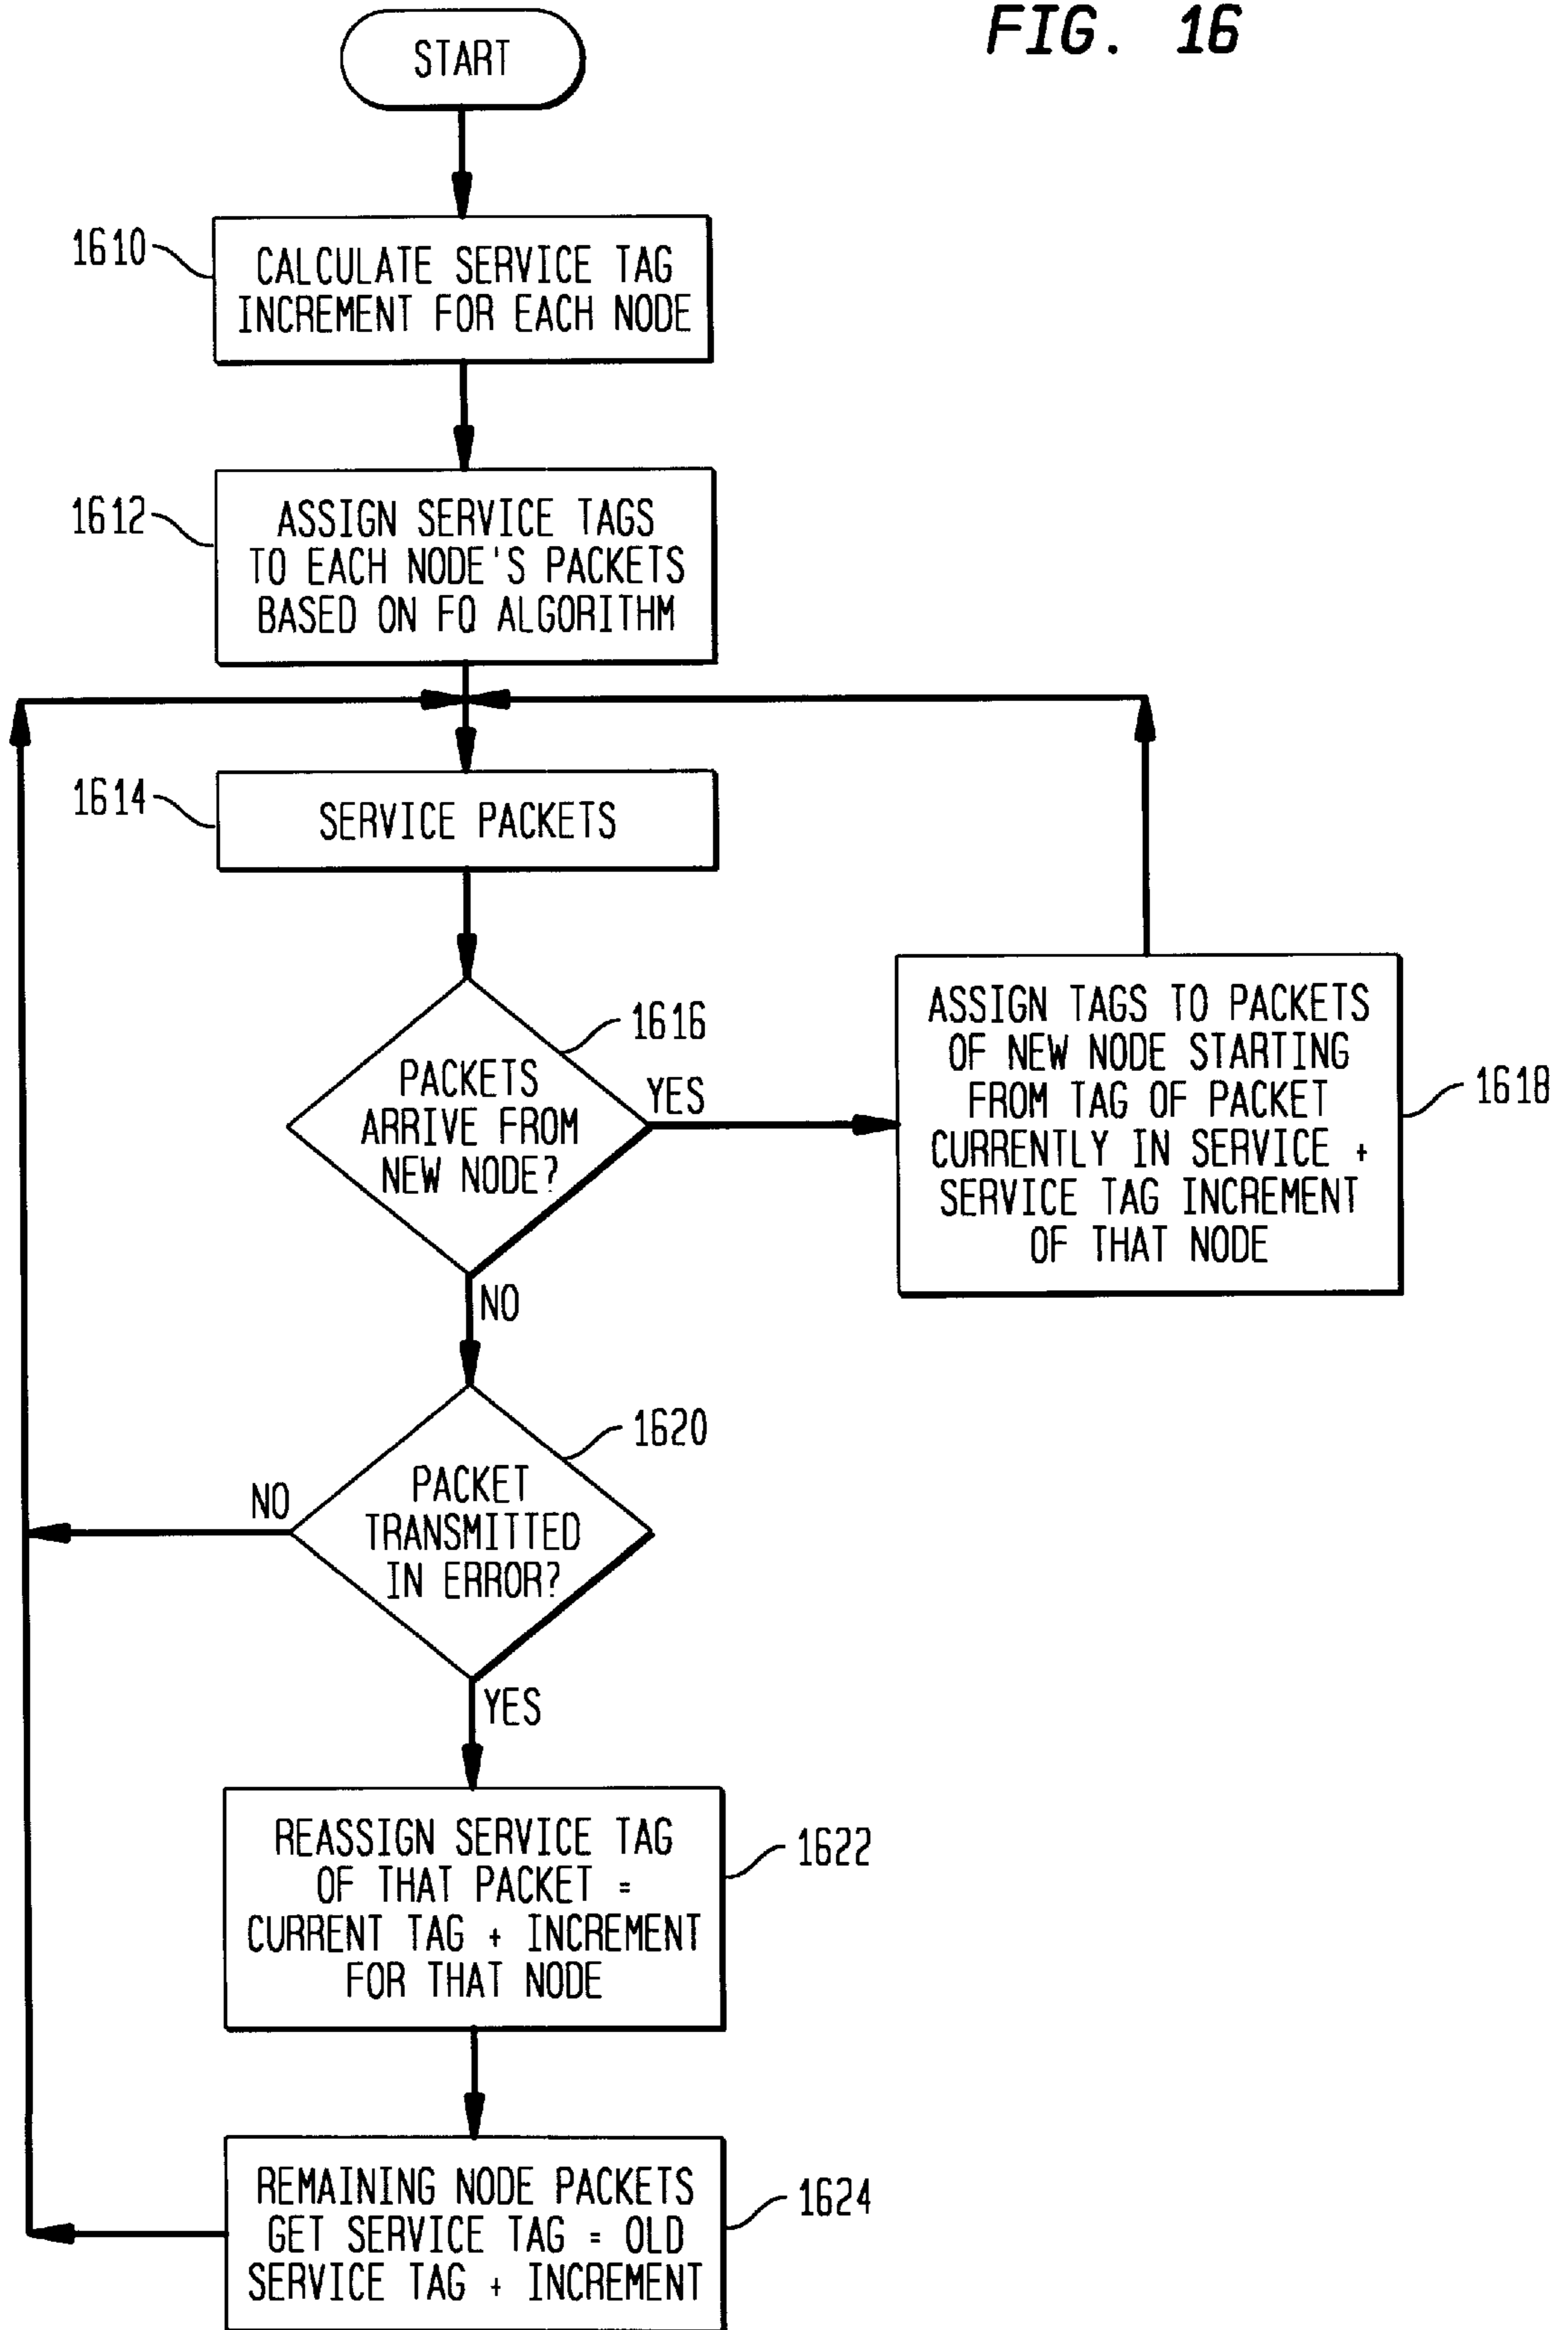 FIG. 16
START
1610
CALCULATE SERVICE TAG
INCREMENT FOR EACH NODE
1612
ASSIGN SERVICE TAGS
TO EACH NODE'S PACKETS
BASED ON FQ ALGORITHM
1614
SERVICE PACKETS
1616
PACKETS
ARRIVE FROM
NEW NODE?
YES
NO
ASSIGN TAGS TO PACKETS
OF NEW NODE STARTING
FROM TAG OF PACKET
CURRENTLY IN SERVICE +
SERVICE TAG INCREMENT
OF THAT NODE
1618
1620
PACKET
TRANSMITTED
IN ERROR?
NO
YES
REASSIGN SERVICE TAG
OF THAT PACKET =
CURRENT TAG + INCREMENT
FOR THAT NODE
1622
REMAINING NODE PACKETS
GET SERVICE TAG = OLD
SERVICE TAG + INCREMENT
1624